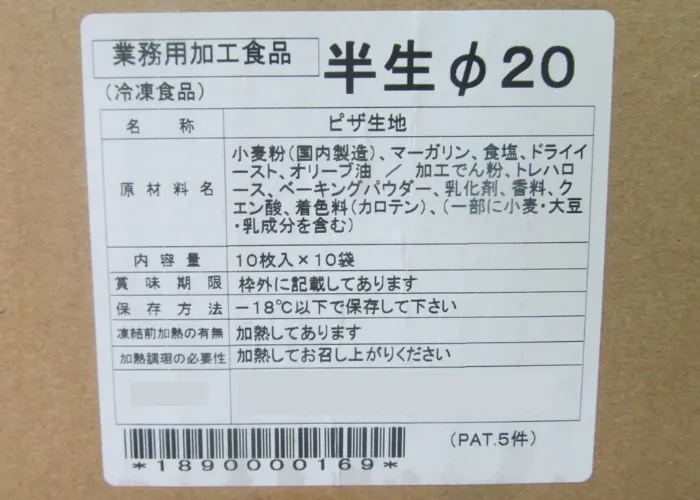 業務用加工食品
半生φ20
(冷凍食品)
名称 ピザ生地
原材料名 小麦粉(国内製造)、マーガリン、食塩、ドライイ
ースト、オリーブ油 / 加工でん粉、トレハロ
ース、ベーキングパウダー、乳化剤、香料、ク
エン酸、着色料(カロテン)、(一部に小麦・大豆
・乳成分を含む)
内容量 10枚入×10袋
賞味期限 枠外に記載してあります
保存方法 −18℃以下で保存して下さい
凍結前加熱の有無 加熱してあります
加熱調理の必要性 加熱してお召し上がりください
*1890000169*
(PAT.5件)